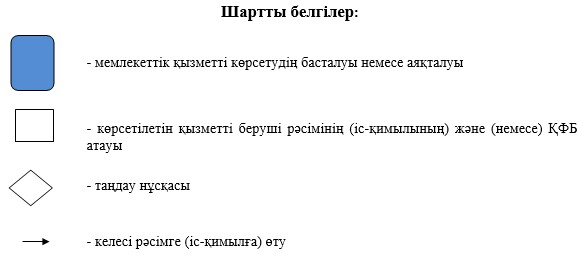 Шартты белгілер:
- мемлекеттік қызметті көрсетудің басталуы немесе аяқталуы
- көрсетілетін қызметті беруші рәсімінің (іс-қимылының) және (немесе) ҚФБ
атауы
- таңдау нұсқасы
- келесі рәсімге (іс-қимылға) өту